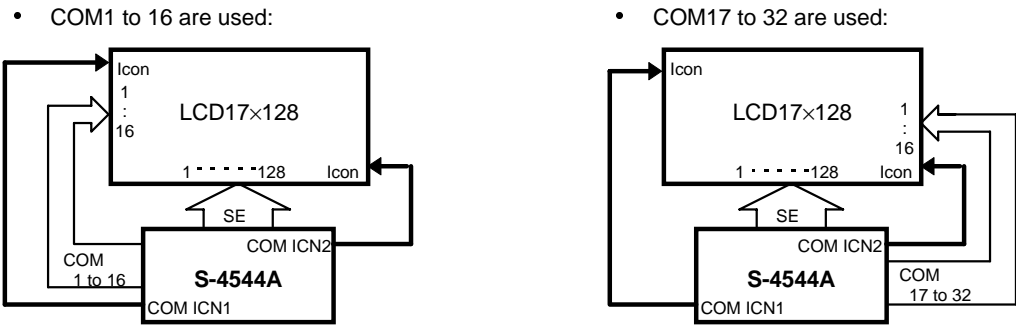 • COM1 to 16 are used:
Icon
1
:
16
LCD17×128
1 - - - - - 128
Icon
SE
COM ICN2
COM
1 to 16
S-4544A
COM ICN1
• COM17 to 32 are used:
Icon
LCD17×128
1
:
16
1 - - - - - 128
Icon
SE
COM ICN2
S-4544A
COM
17 to 32
COM ICN1